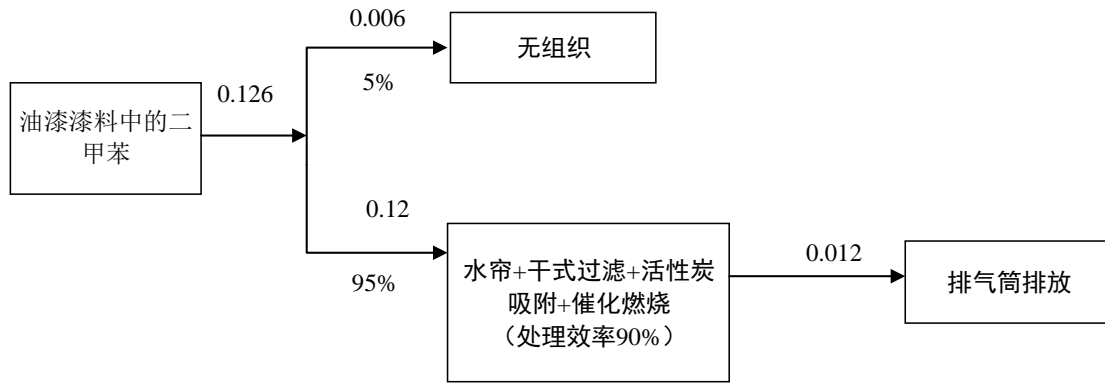 0.006
无组织
5%
0.126
油漆漆料中的二
甲苯
0.12
95%
水帘+干式过滤+活性炭
吸附+催化燃烧
（处理效率90%）
0.012
排气筒排放